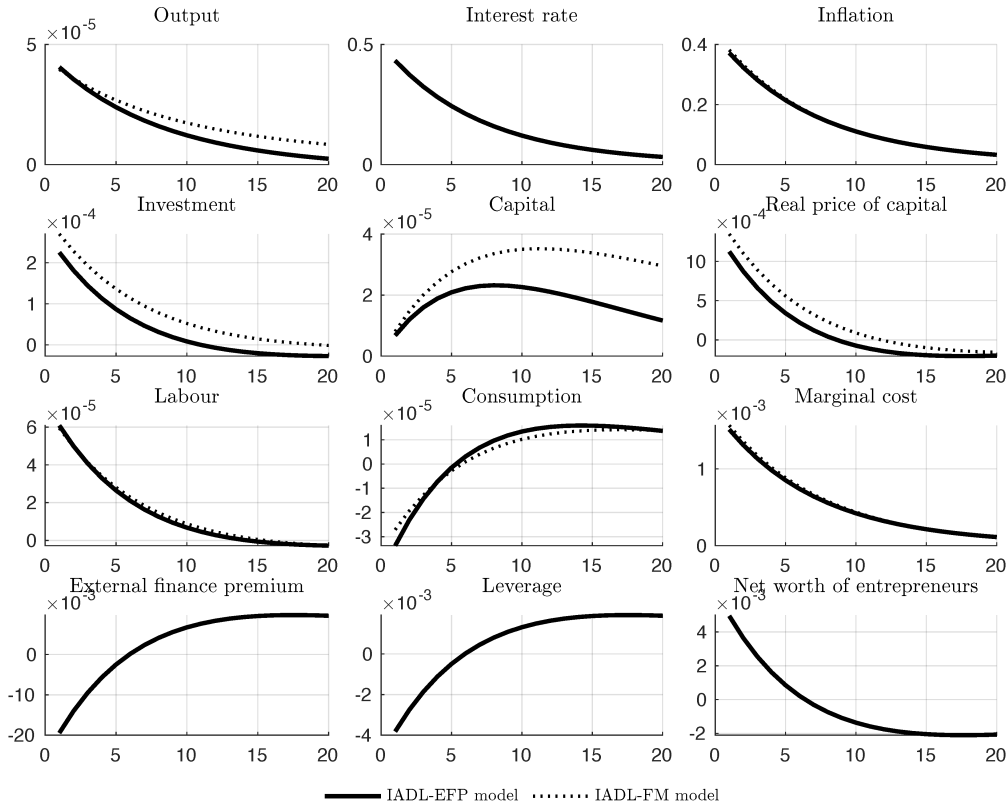 Output Interest rate Inflation
×10^-5
5 0.5 0.4
0.2
0 0 0
0 5 10 15 20 0 5 10 15 20 0 5 10 15 20
Investment Capital Real price of capital
×10^-4 ×10^-5 ×10^-4
2 4 10
1 2 5
0 0 0
0 5 10 15 20 0 5 10 15 20 0 5 10 15 20
Labour Consumption Marginal cost
×10^-5 ×10^-5 ×10^-3
6 1
4 0 1
2 -1
0 -2
-3 0
0 5 10 15 20 0 5 10 15 20 0 5 10 15 20
External finance premium Leverage Net worth of entrepreneurs
×10^-3 ×10^-3 ×10^-3
0 0 4
-10 -2 2
0
-20 -4 -2
0 5 10 15 20 0 5 10 15 20 0 5 10 15 20
IADL-EFP model IADL-FM model